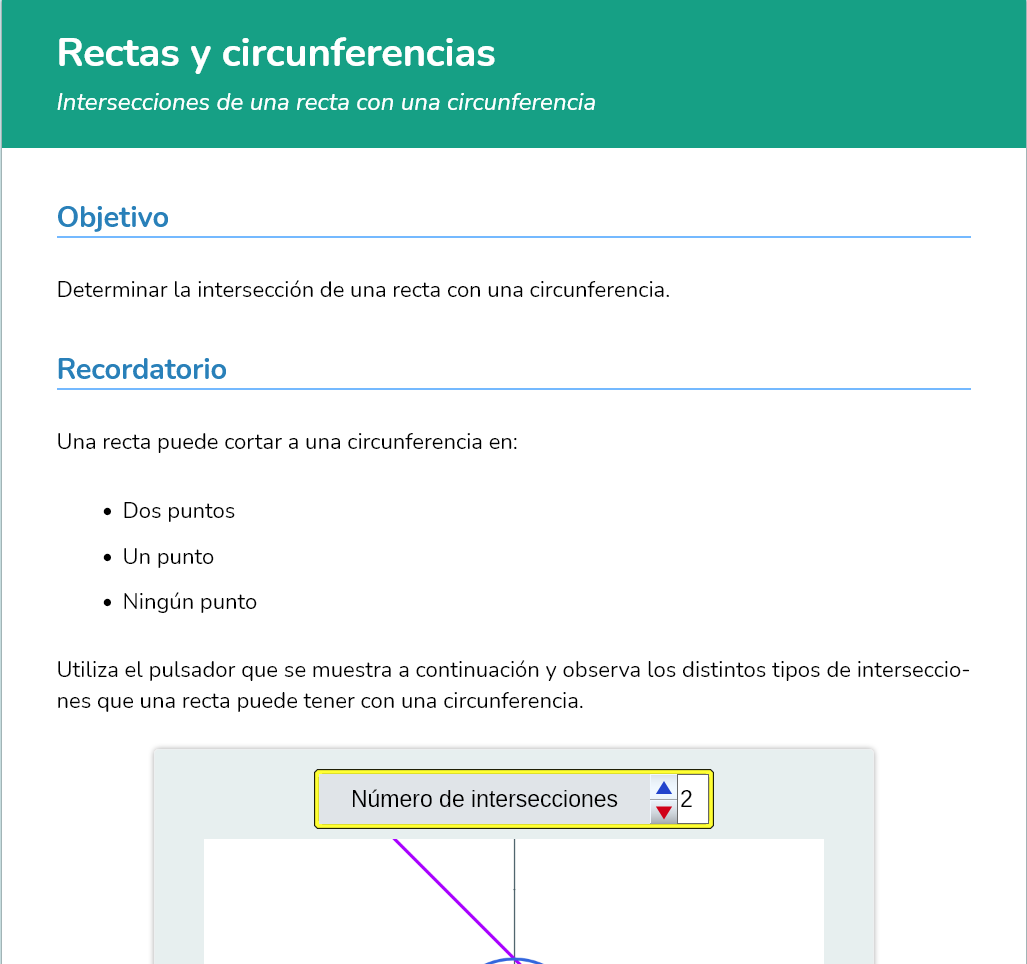 Rectas y circunferencias
Intersecciones de una recta con una circunferencia
Objetivo
Determinar la intersección de una recta con una circunferencia.
Recordatorio
Una recta puede cortar a una circunferencia en:
• Dos puntos
• Un punto
• Ningún punto
Utiliza el pulsador que se muestra a continuación y observa los distintos tipos de interseccio-
nes que una recta puede tener con una circunferencia.
Número de intersecciones 2